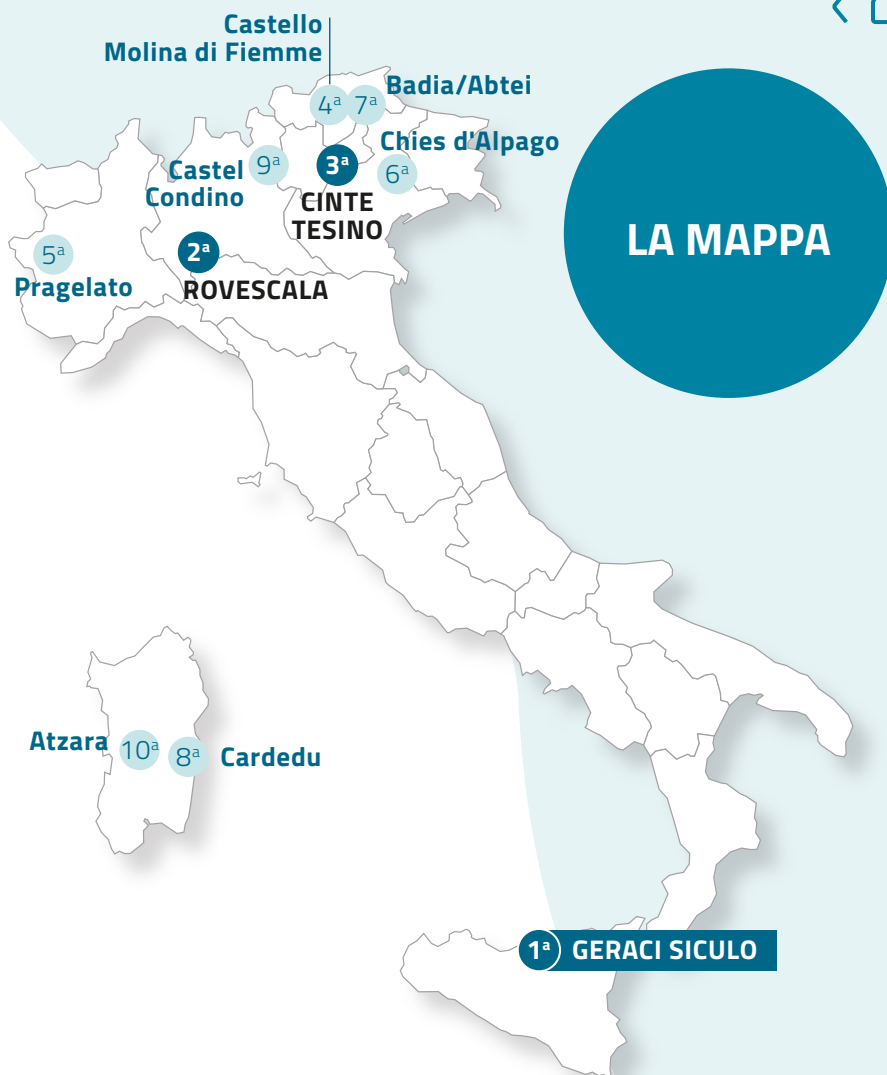 Castello
Molina di Fiemme
4ª
7ª
Badia/Abtei
Chies d'Alpago
6ª
Castel
Condino
9ª
3ª
CINTE
TESINO
LA MAPPA
5ª
Pragelato
2ª
ROVESCALA
Atzara
10ª
8ª
Cardedu
1ª
GERACI SICULO